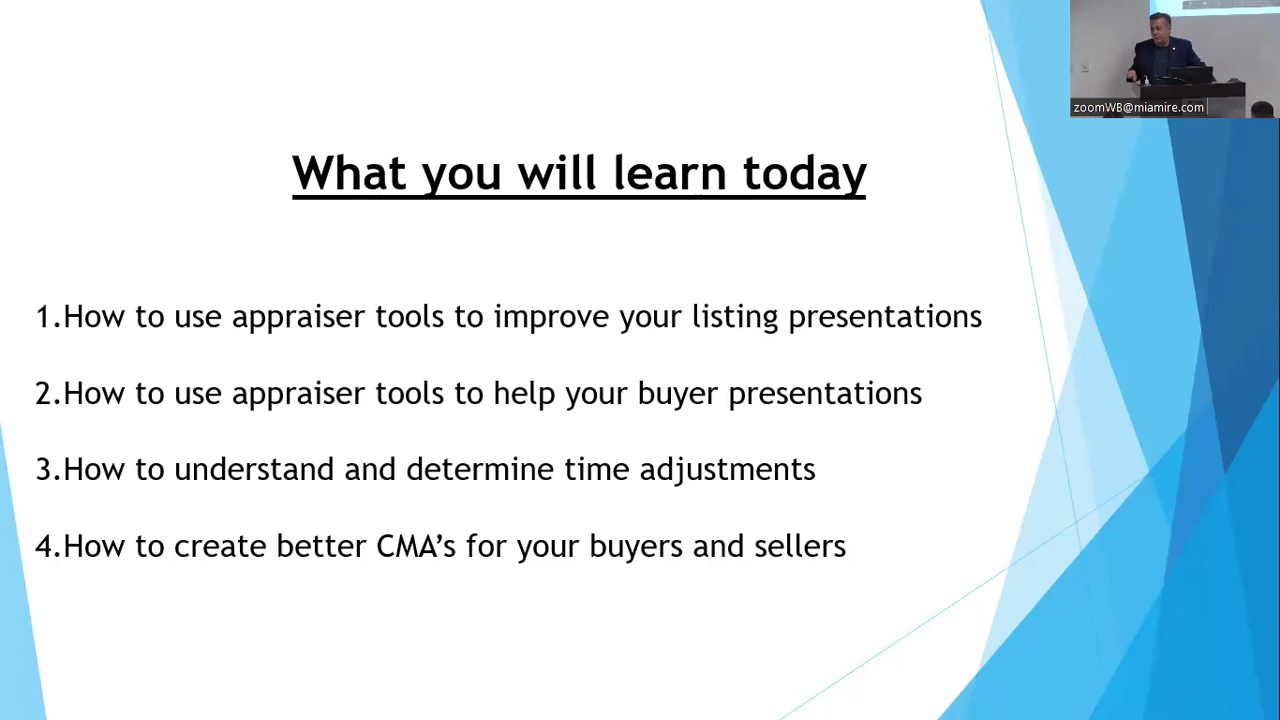 What you will learn today
zoomWB@miamire.com
1.How to use appraiser tools to improve your listing presentations
2.How to use appraiser tools to help your buyer presentations
3.How to understand and determine time adjustments
4.How to create better CMA’s for your buyers and sellers